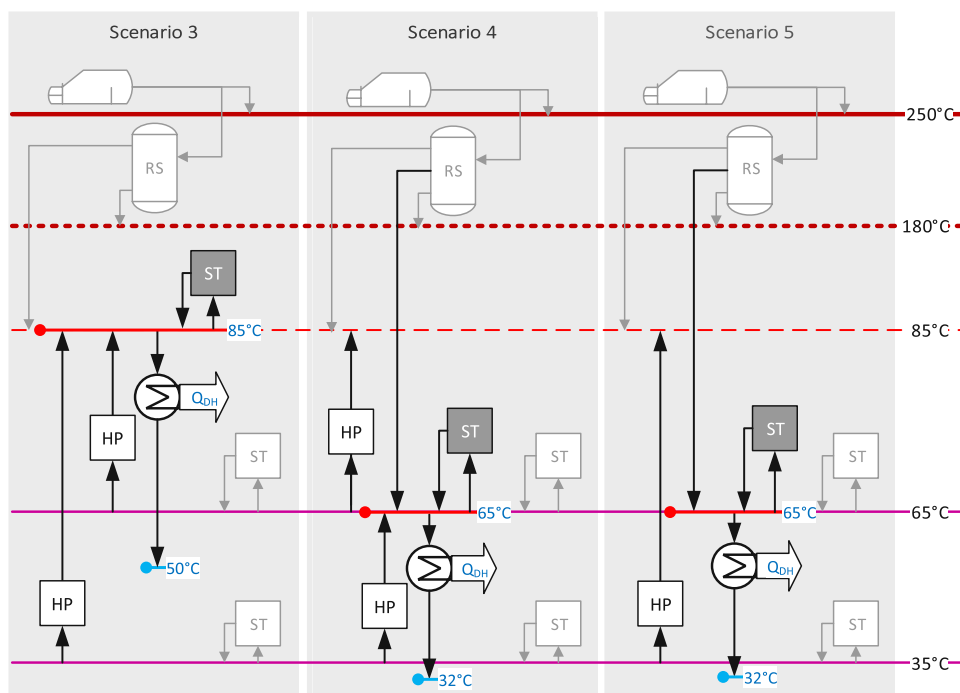 Scenario 3
Scenario 4
Scenario 5
250°C
RS
RS
RS
180°C
ST
85°C
85°C
Q_DH
HP
HP
ST
ST
ST
ST
ST
65°C
65°C
65°C
50°C
Q_DH
Q_DH
HP
HP
HP
ST
ST
ST
35°C
32°C
32°C